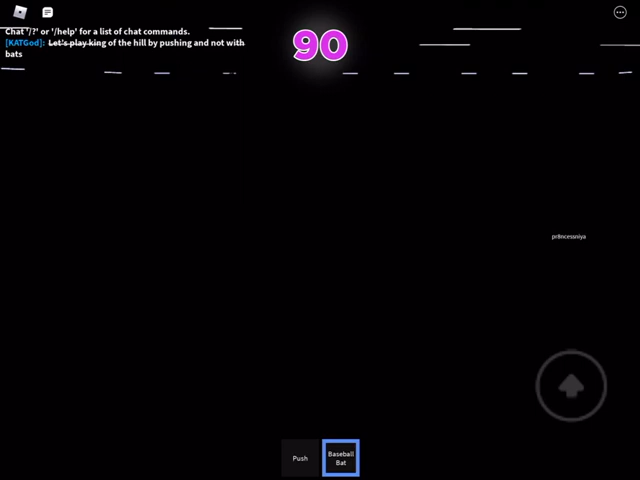 Chat '/?' or '/help' for a list of chat commands.
[KATGod]: Let's play king of the hill by pushing and not with
bats
90
pr8ncessniya
Push
Baseball
Bat